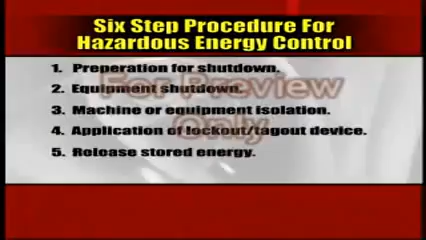 Six Step Procedure For
Hazardous Energy Control
1. Preparation for shutdown.
2. Equipment shutdown.
3. Machine or equipment isolation.
4. Application of lockout/tagout device.
5. Release stored energy.
For Preview
Only